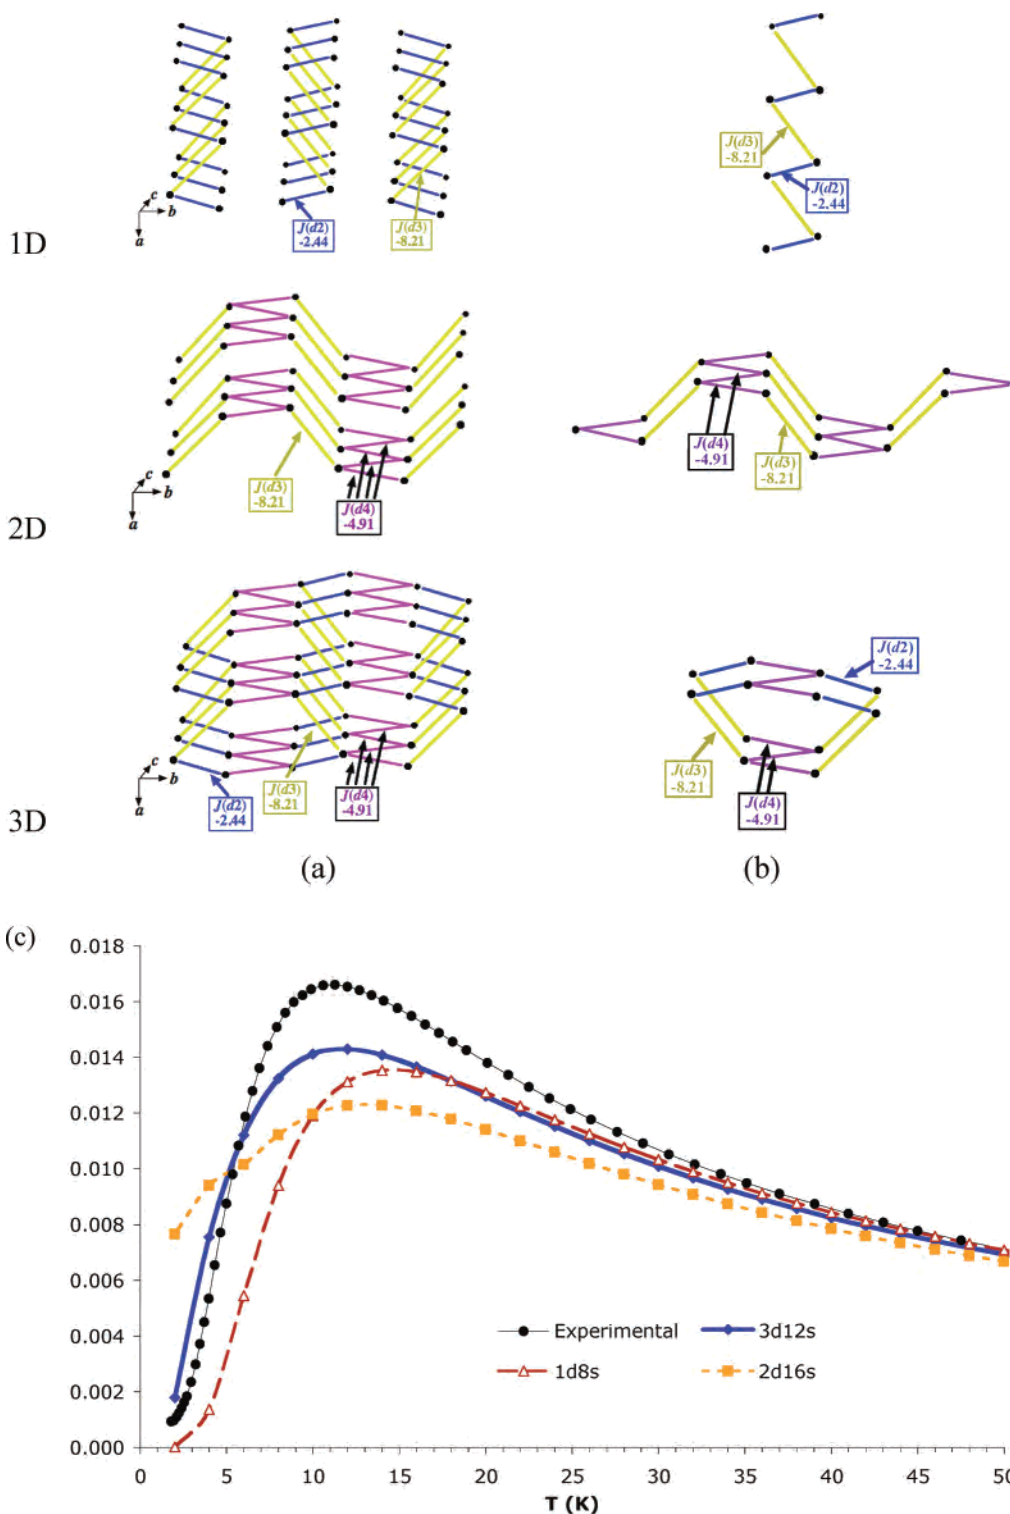 c
b
a
J(d2)
-2.44
J(d3)
-8.21
1D
J(d3)
-8.21
J(d2)
-2.44
c
b
a
J(d3)
-8.21
J(d4)
-4.91
2D
J(d4)
-4.91
J(d3)
-8.21
c
b
a
J(d2)
-2.44
J(d3)
-8.21
J(d4)
-4.91
3D
J(d2)
-2.44
J(d3)
-8.21
J(d4)
-4.91
(a) (b)
(c)
0.018
0.016
0.014
0.012
0.010
0.008
0.006
0.004
0.002
0.000
Experimental 3d12s
1d8s 2d16s
0 5 10 15 20 25 30 35 40 45 50
T (K)